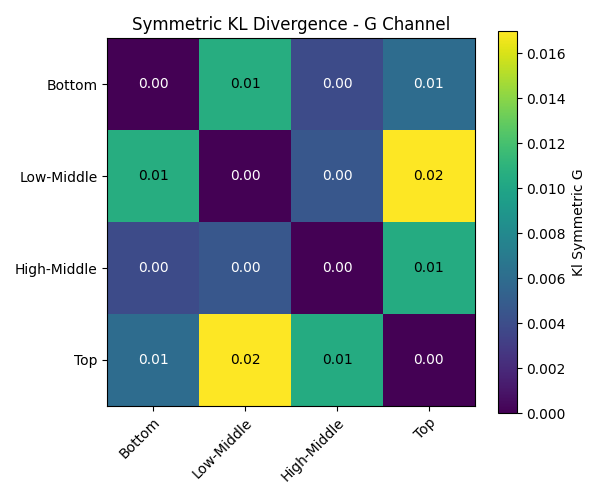 Symmetric KL Divergence - G Channel
Bottom 0.00 0.01 0.00 0.01
Low-Middle 0.01 0.00 0.00 0.02
High-Middle 0.00 0.00 0.00 0.01
Top 0.01 0.02 0.01 0.00
Bottom Low-Middle High-Middle Top
0.016
0.014
0.012
0.010
0.008
0.006
0.004
0.002
0.000
Kl Symmetric G